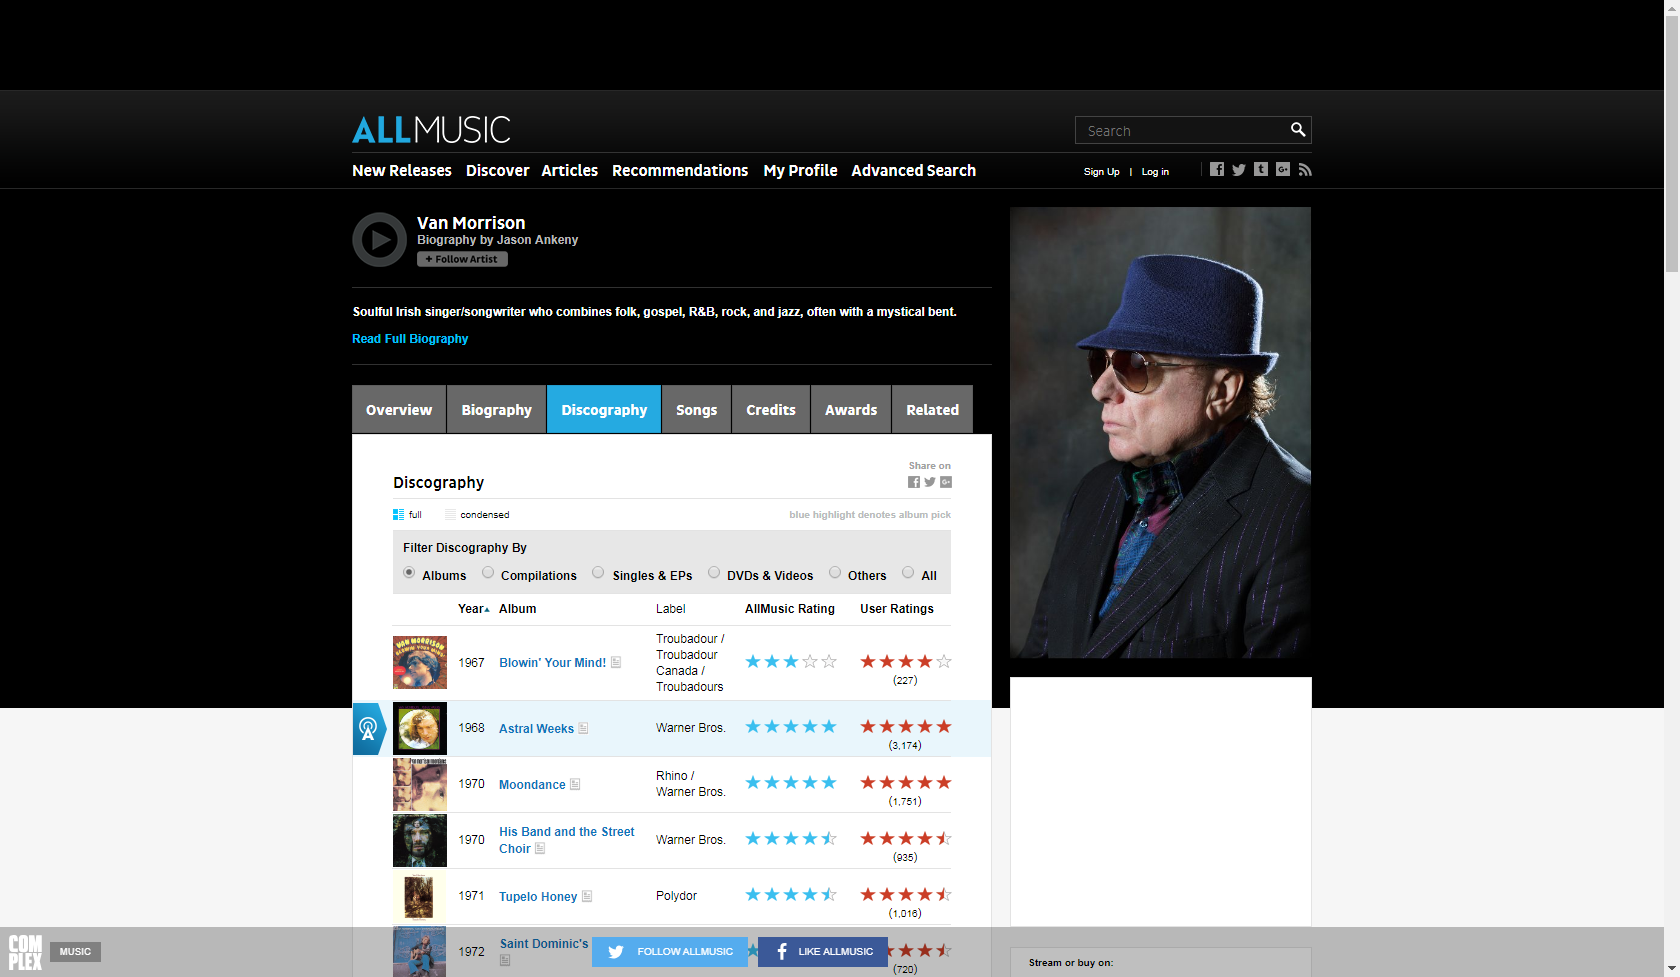 ALLMUSIC
Search
New Releases Discover Articles Recommendations My Profile Advanced Search
Sign Up | Log in
Van Morrison
Biography by Jason Ankeny
+ Follow Artist
Soulful Irish singer/songwriter who combines folk, gospel, R&B, rock, and jazz, often with a mystical bent.
Read Full Biography
Overview Biography Discography Songs Credits Awards Related
Share on
Discography
full condensed blue highlight denotes album pick
Filter Discography By
Albums Compilations Singles & EPs DVDs & Videos Others All
Year Album Label AllMusic Rating User Ratings
VAN MORRISON
BLOWIN' YOUR MIND!
1967 Blowin' Your Mind! Troubadour / Troubadour Canada / Troubadours
(227)
1968 Astral Weeks Warner Bros.
(3,174)
1970 Moondance Rhino / Warner Bros.
(1,751)
1970 His Band and the Street Choir Warner Bros.
(935)
1971 Tupelo Honey Polydor
(1,016)
1972 Saint Dominic's
(720)
COMPLEX
MUSIC
FOLLOW ALLMUSIC
LIKE ALLMUSIC
Stream or buy on: